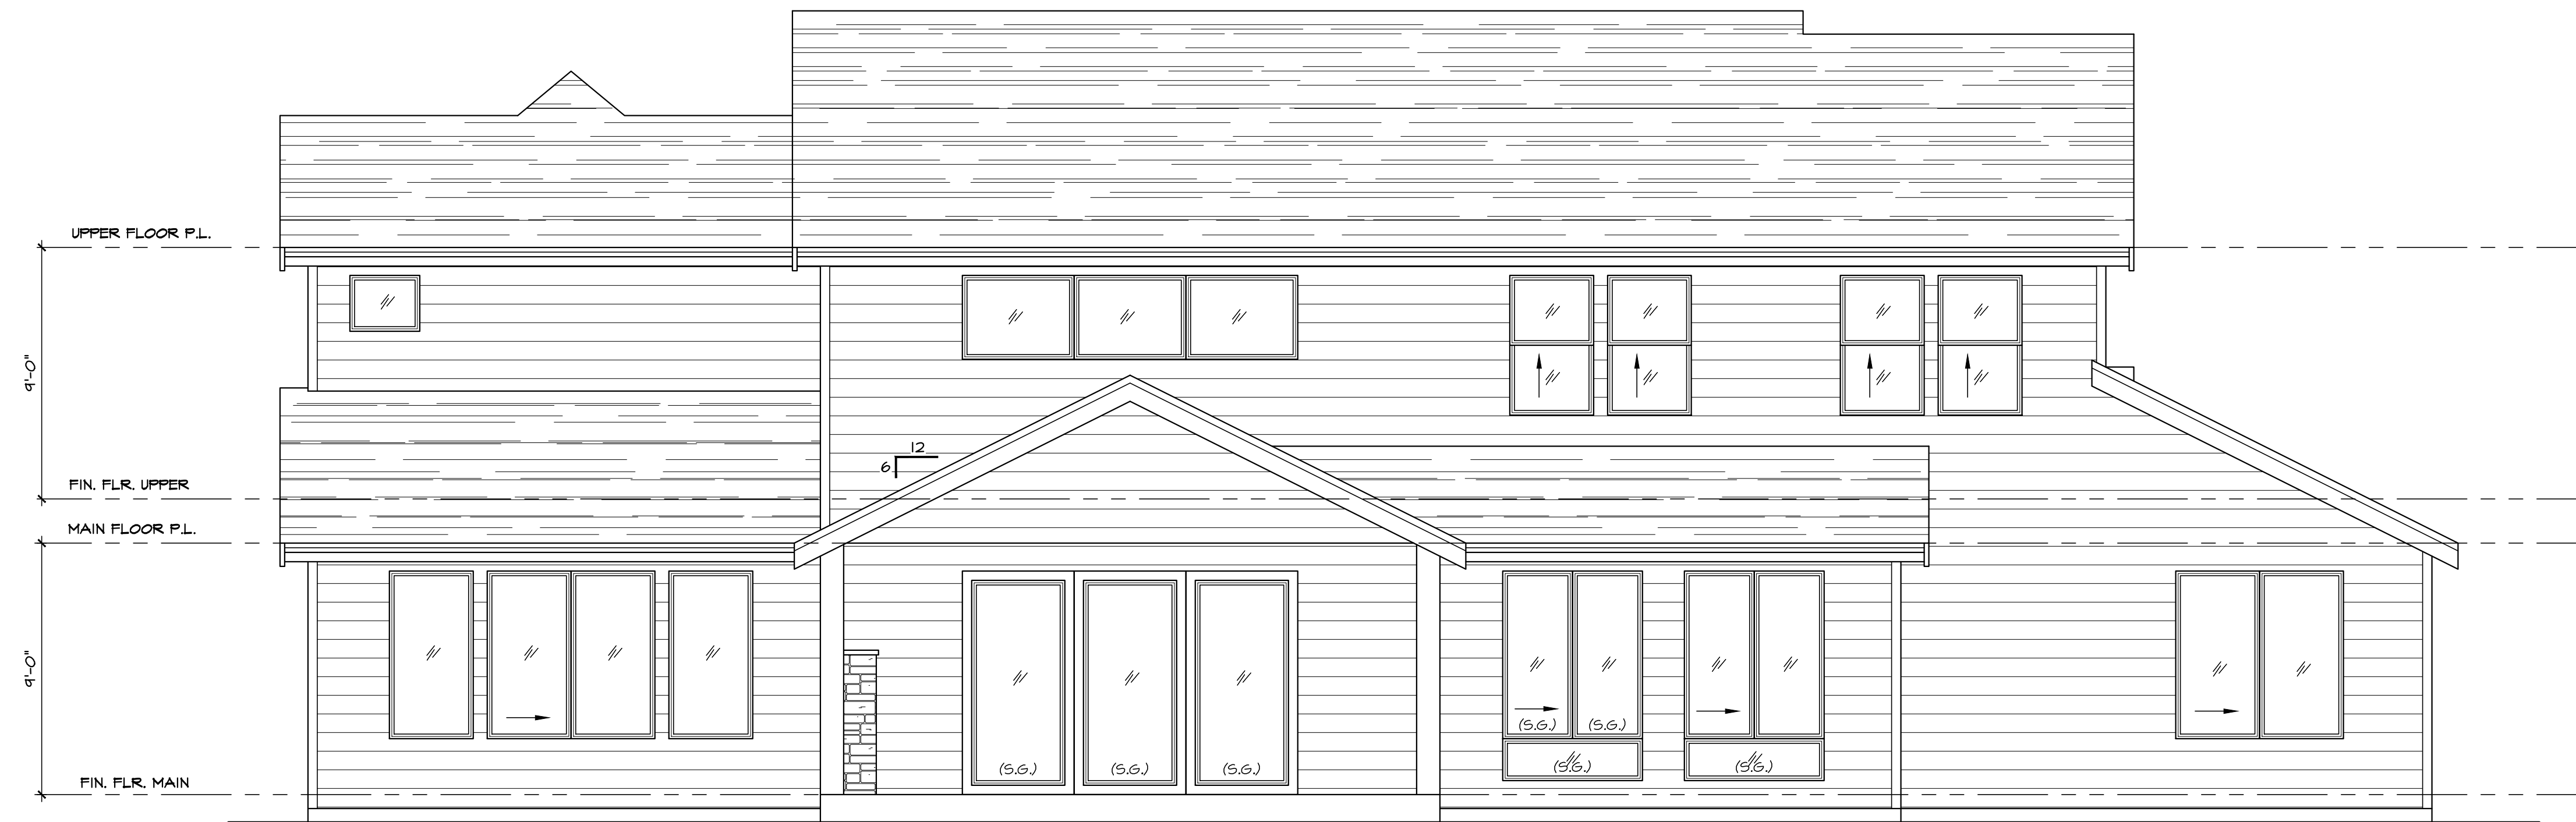 UPPER FLOOR P.L.
9'-0"
12
6
FIN. FLR. UPPER
MAIN FLOOR P.L.
9'-0"
(S.G.) (S.G.)
(S.G.) (S.G.) (S.G.) (S.G.) (S.G.)
FIN. FLR. MAIN